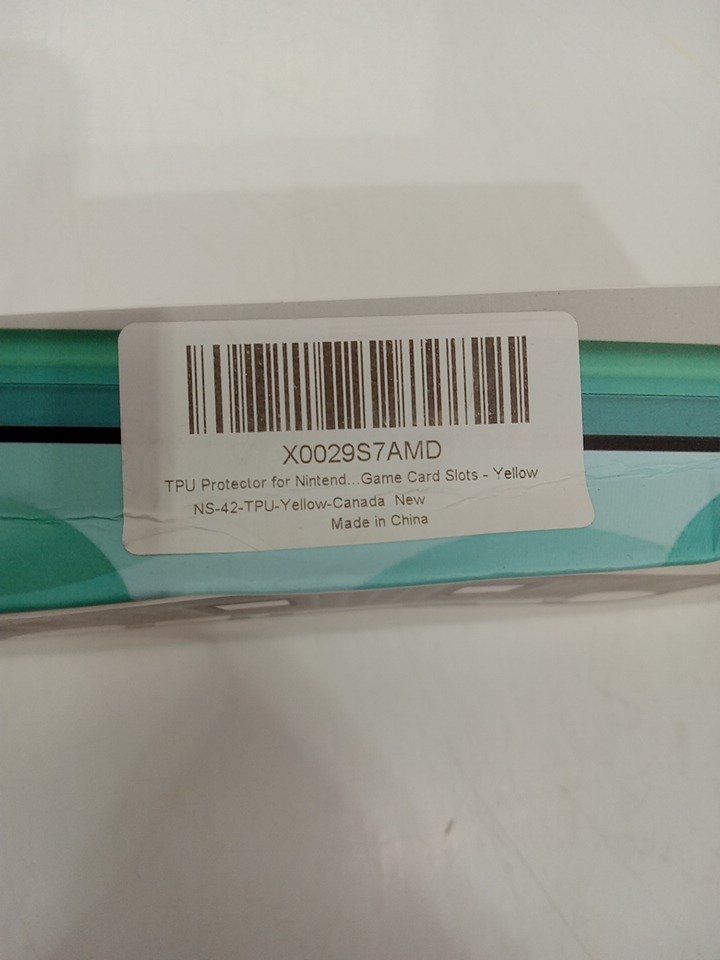 X0029S7AMD
TPU Protector for Nintend...Game Card Slots - Yellow
NS-42-TPU-Yellow-Canada New
Made in China